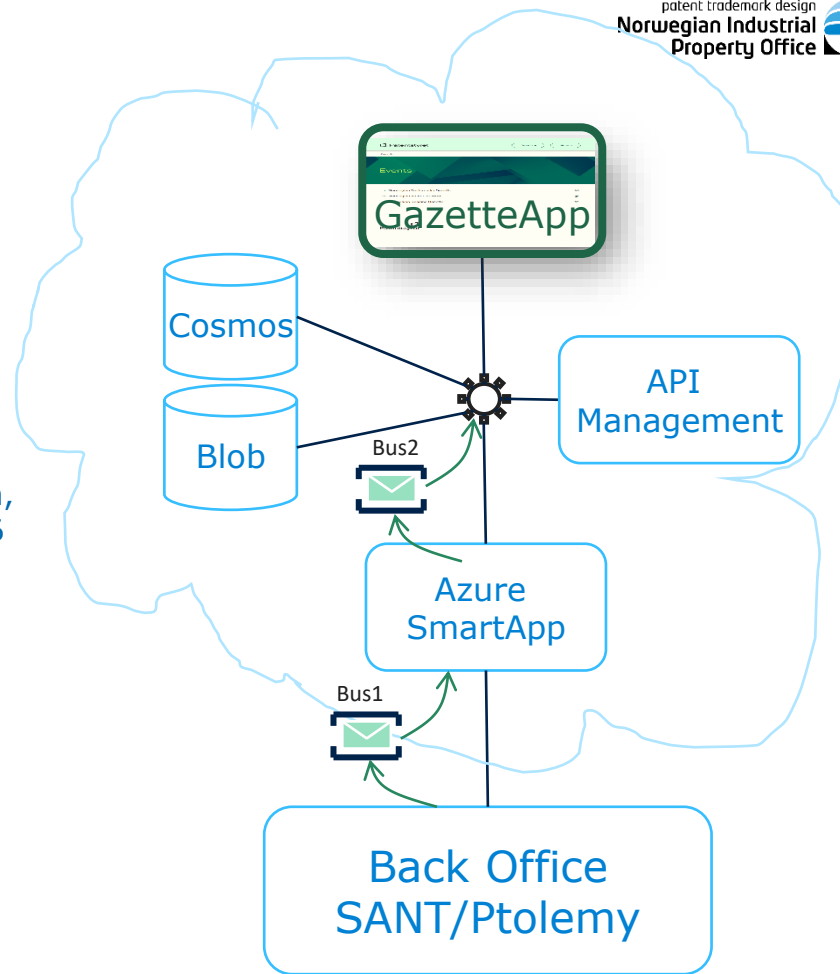 patent trademark design
Norwegian Industrial
Property Office
Events
GazetteApp
Cosmos
API
Management
Blob
Bus2
Azure
SmartApp
Bus1
Back Office
SANT/Ptolemy